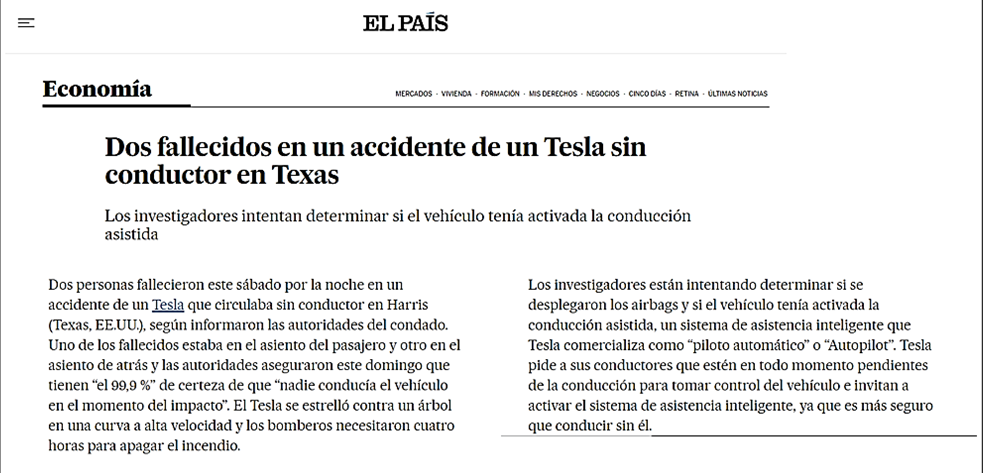 EL PAÍS
Economía
MERCADOS · VIVIENDA · FORMACIÓN · MIS DERECHOS · NEGOCIOS · CINCO DÍAS · RETINA · ÚLTIMAS NOTICIAS
Dos fallecidos en un accidente de un Tesla sin
conductor en Texas
Los investigadores intentan determinar si el vehículo tenía activada la conducción
asistida
Dos personas fallecieron este sábado por la noche en un
accidente de un Tesla que circulaba sin conductor en Harris
(Texas, EE.UU.), según informaron las autoridades del condado.
Uno de los fallecidos estaba en el asiento del pasajero y otro en el
asiento de atrás y las autoridades aseguraron este domingo que
tienen “el 99,9 %” de certeza de que “nadie conducía el vehículo
en el momento del impacto”. El Tesla se estrelló contra un árbol
en una curva a alta velocidad y los bomberos necesitaron cuatro
horas para apagar el incendio.
Los investigadores están intentando determinar si se
desplegaron los airbags y si el vehículo tenía activada la
conducción asistida, un sistema de asistencia inteligente que
Tesla comercializa como “piloto automático” o “Autopilot”. Tesla
pide a sus conductores que estén en todo momento pendientes
de la conducción para tomar control del vehículo e invitan a
activar el sistema de asistencia inteligente, ya que es más seguro
que conducir sin él.